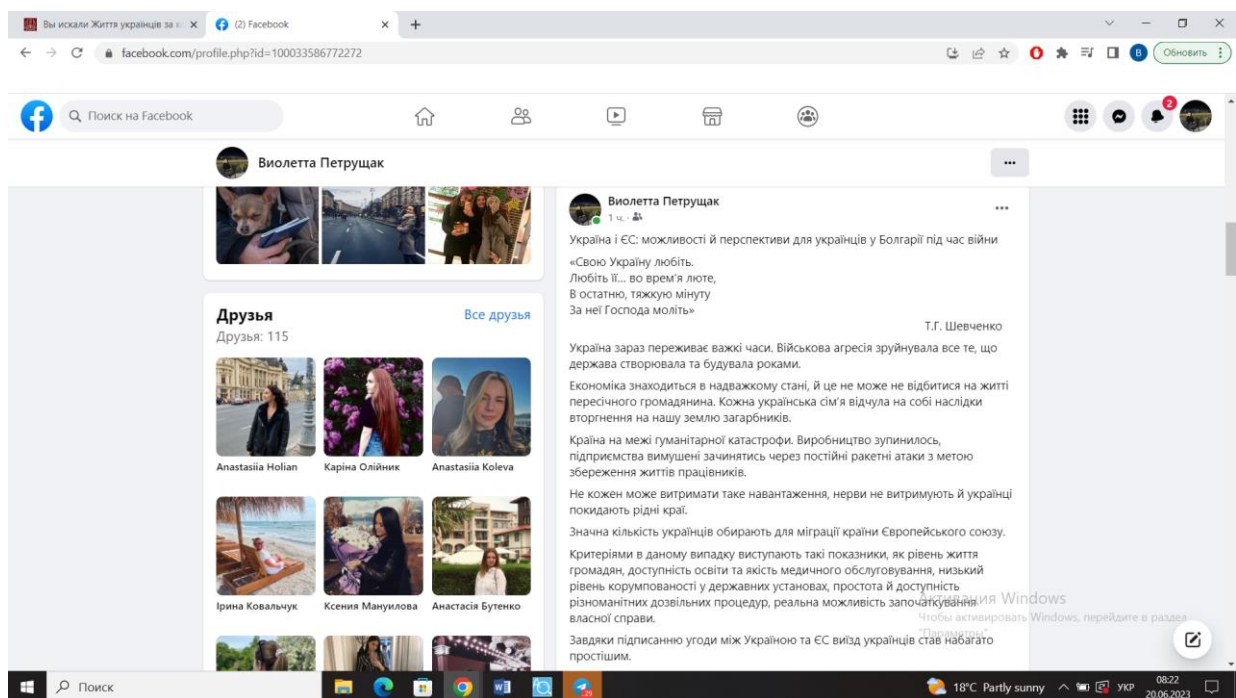 Вы искали Життя українців за
(2) Facebook
facebook.com/profile.php?id=100033586772272
B
Обновить
Поиск на Facebook
2
Виолетта Петрущак
Виолетта Петрущак
1 ч.
Україна і ЄС: можливості й перспективи для українців у Болгарії під час війни
«Свою Україну любіть.
Любіть її... во врем'я люте,
В остатню, тяжкую мінуту
За неї Господа моліть»
Т.Г. Шевченко
Україна зараз переживає важкі часи. Військова агресія зруйнувала все те, що
держава створювала та будувала роками.
Економіка знаходиться в надважкому стані, й це не може не відбитися на житті
пересічного громадянина. Кожна українська сім'я відчула на собі наслідки
вторгнення на нашу землю загарбників.
Країна на межі гуманітарної катастрофи. Виробництво зупинилось,
підприємства вимушені зачинятись через постійні ракетні атаки з метою
збереження життів працівників.
Не кожен може витримати таке навантаження, нерви не витримують й українці
покидають рідні краї.
Значна кількість українців обирають для міграції країни Європейського союзу.
Критеріями в даному випадку виступають такі показники, як рівень життя
громадян, доступність освіти та якість медичного обслуговування, низький
рівень корумпованості у державних установах, простота й доступність
різноманітних дозвільних процедур, реальна можливість започаткування
власної справи.
Завдяки підписанню угоди між Україною та ЄС виїзд українців став набагато
простішим.
Друзья
Все друзья
Друзья: 115
Anastasiia Holian
Каріна Олійник
Anastasiia Koleva
Ірина Ковальчук
Ксения Мануилова
Анастасія Бутенко
Активация Windows
Чтобы активировать Windows, перейдите в раздел
"Параметры".
Поиск
18°C Partly sunny
УКР
08:22
20.06.2023